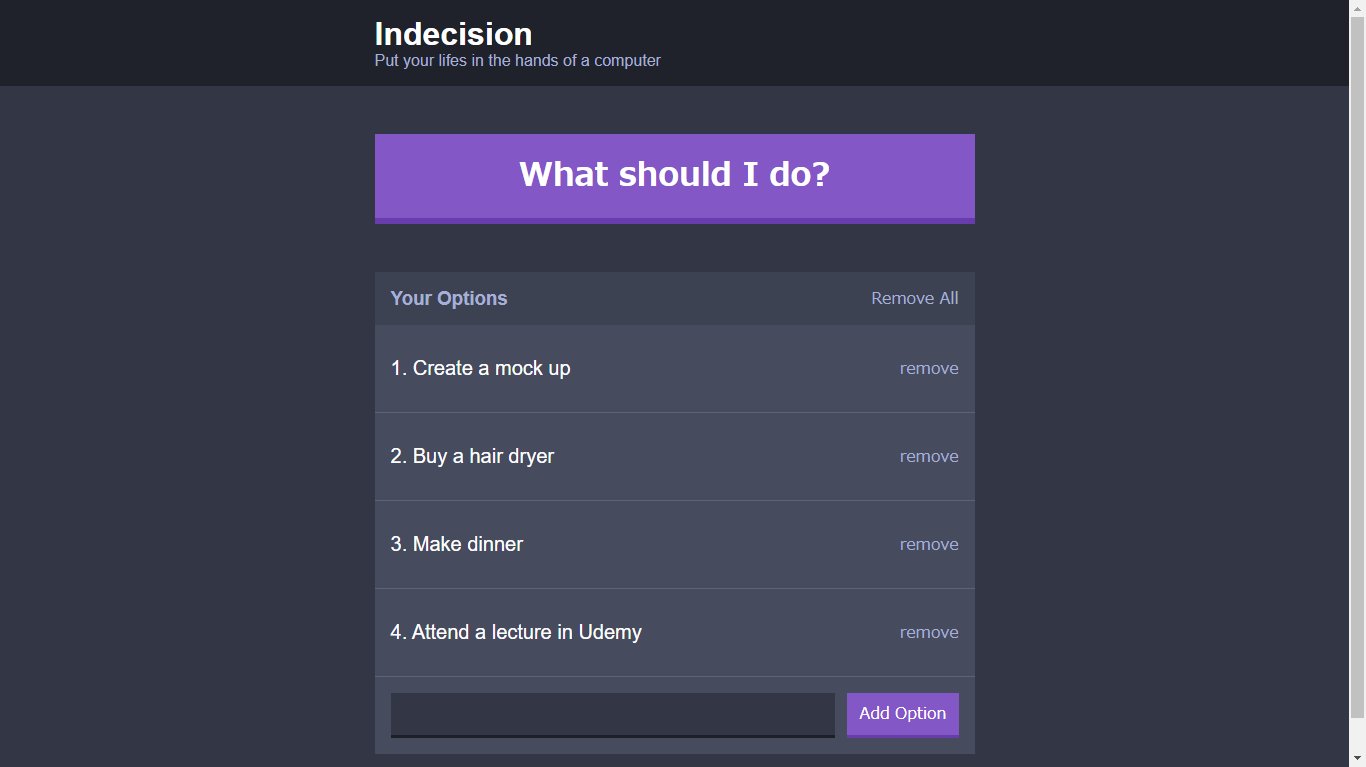 Indecision
Put your lifes in the hands of a computer
What should I do?
Your Options
Remove All
1. Create a mock up
remove
2. Buy a hair dryer
remove
3. Make dinner
remove
4. Attend a lecture in Udemy
remove
Add Option